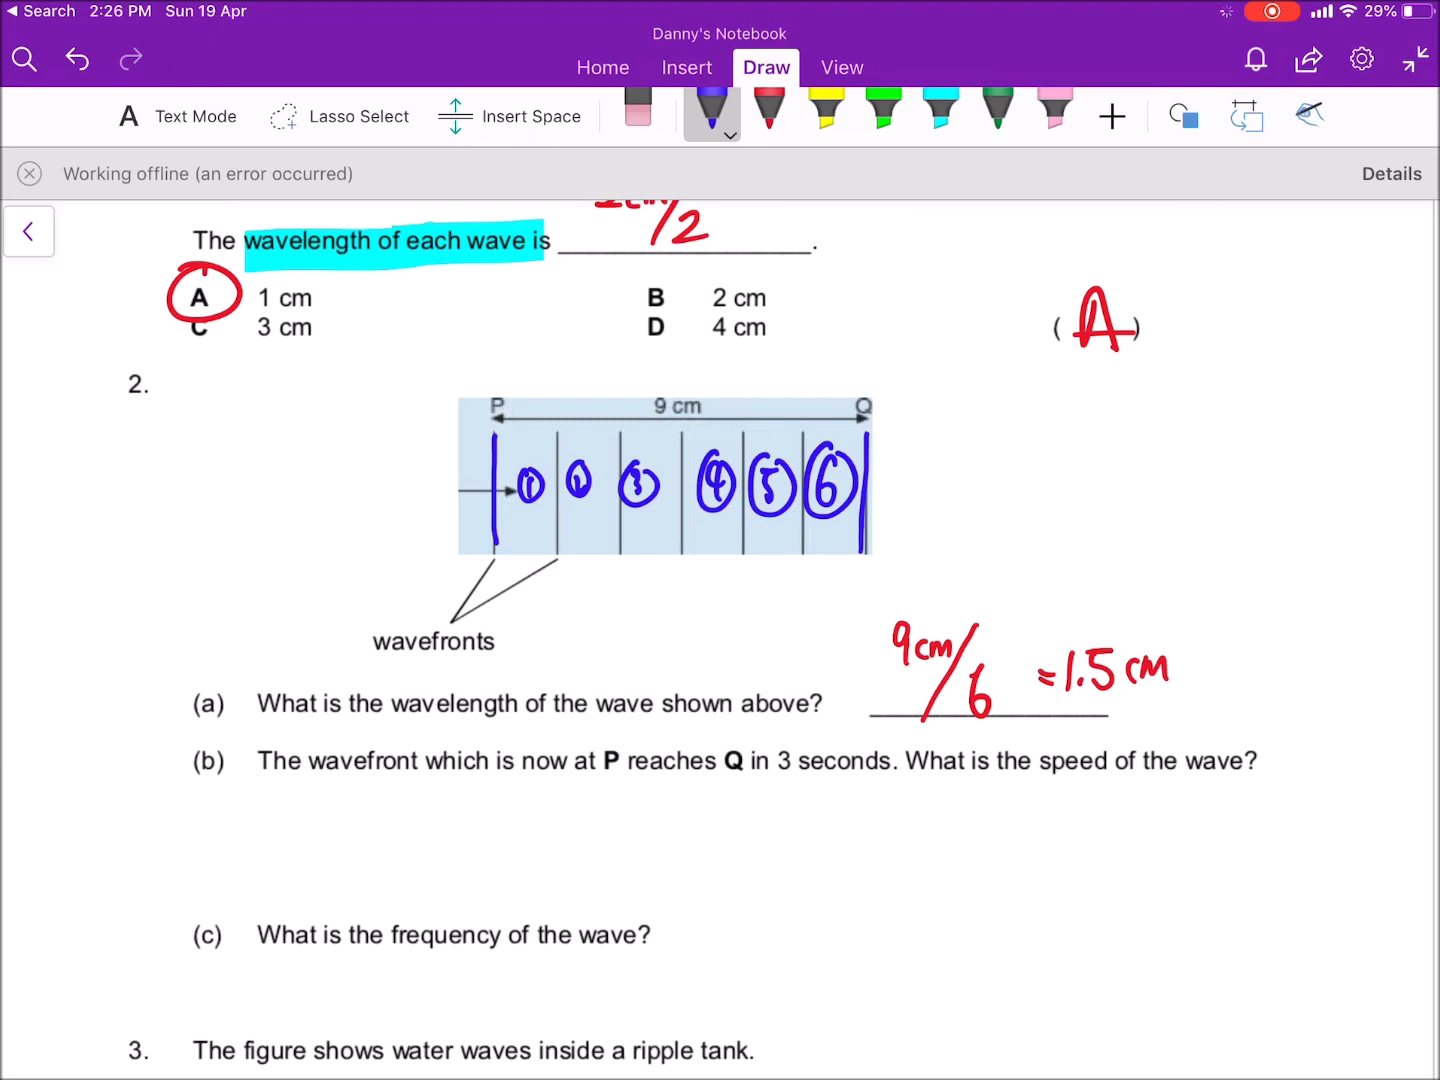 Search 2:26 PM Sun 19 Apr 29%
Danny's Notebook
Home Insert Draw View
A Text Mode Lasso Select Insert Space
Working offline (an error occurred) Details
/2
The wavelength of each wave is ____________.
A 1 cm B 2 cm
C 3 cm D 4 cm ( A )
2.
P 9 cm Q
① ② ③ ④ ⑤ ⑥
wavefronts
9cm/6 = 1.5 cm
(a) What is the wavelength of the wave shown above? ____________
(b) The wavefront which is now at P reaches Q in 3 seconds. What is the speed of the wave?
(c) What is the frequency of the wave?
3. The figure shows water waves inside a ripple tank.